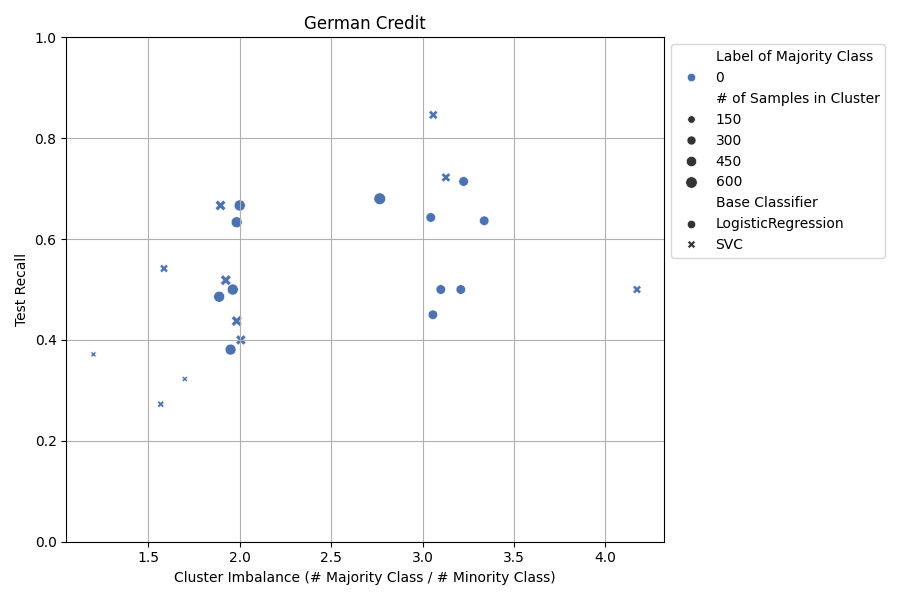 German Credit
1.0
0.8
0.6
0.4
0.2
0.0
Test Recall
1.5
2.0
2.5
3.0
3.5
4.0
Cluster Imbalance (# Majority Class / # Minority Class)
Label of Majority Class
0
# of Samples in Cluster
150
300
450
600
Base Classifier
LogisticRegression
SVC